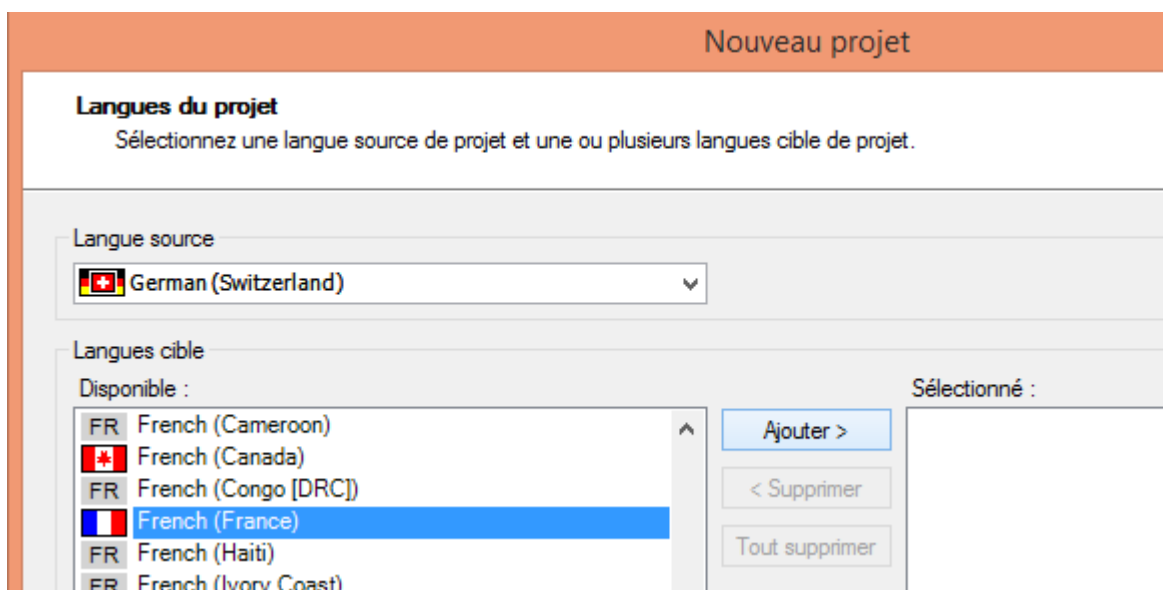 Nouveau projet
Langues du projet
Sélectionnez une langue source de projet et une ou plusieurs langues cible de projet.
Langue source
German (Switzerland)
Langues cible
Disponible :
Sélectionné :
FR French (Cameroon)
French (Canada)
FR French (Congo [DRC])
French (France)
FR French (Haiti)
FR French (Ivory Coast)
Ajouter >
< Supprimer
Tout supprimer